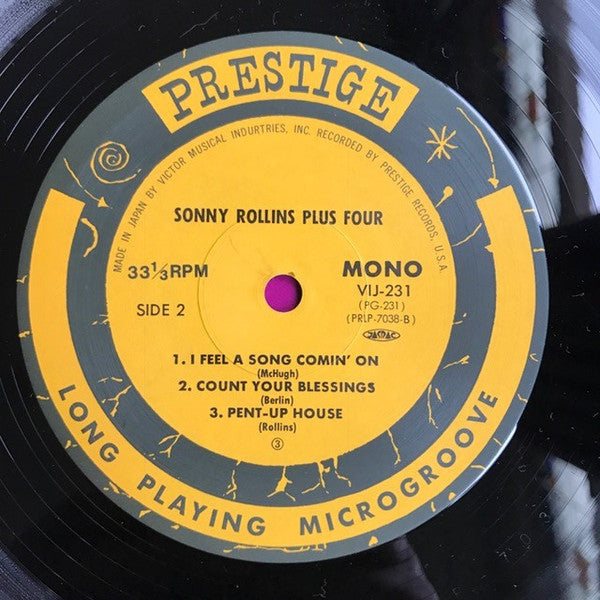 PRESTIGE
MADE IN JAPAN BY VICTOR MUSICAL INDURTRIES, INC. RECORDED BY PRESTIGE RECORDS, U.S.A.
SONNY ROLLINS PLUS FOUR
33 1/3 RPM
MONO
VIJ-231
(PG-231)
SIDE 2
(PRLP-7038-B)
JASRAC
1. I FEEL A SONG COMIN' ON
(McHugh)
2. COUNT YOUR BLESSINGS
(Berlin)
3. PENT-UP HOUSE
(Rollins)
③
LONG PLAYING MICROGROOVE